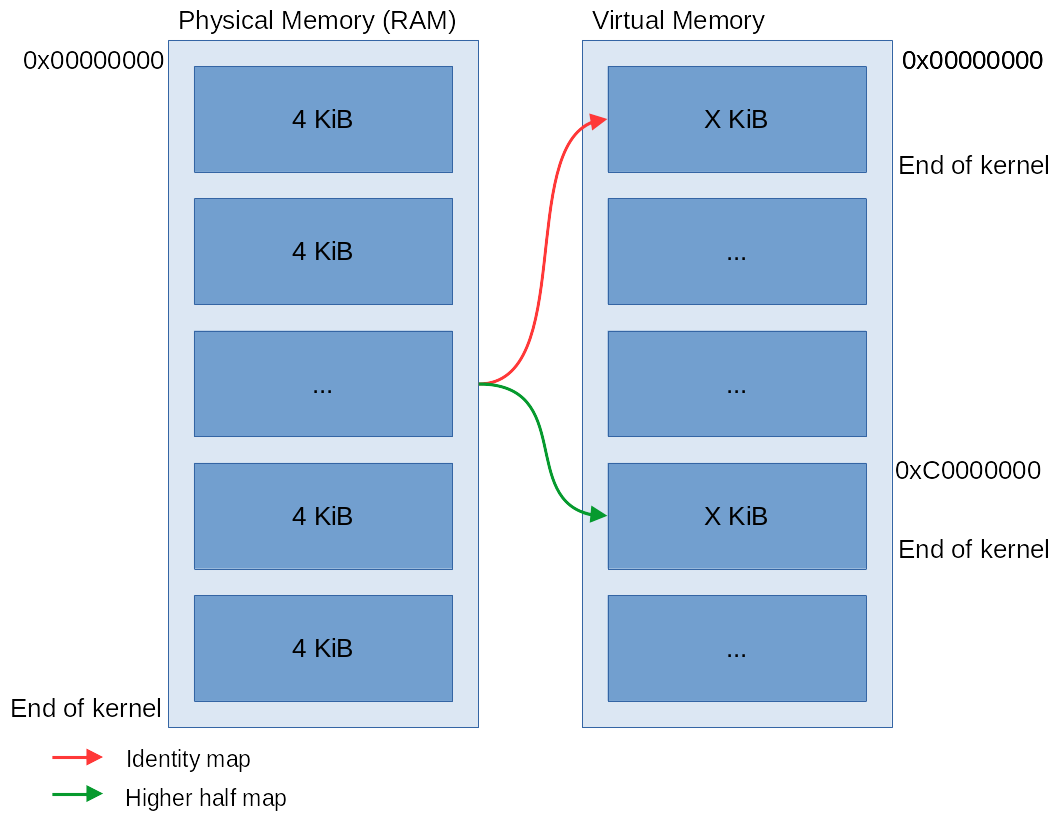 Physical Memory (RAM)
Virtual Memory
0x00000000
0x00000000
4 KiB
X KiB
End of kernel
4 KiB
...
...
...
0xC0000000
4 KiB
X KiB
End of kernel
4 KiB
...
End of kernel
Identity map
Higher half map